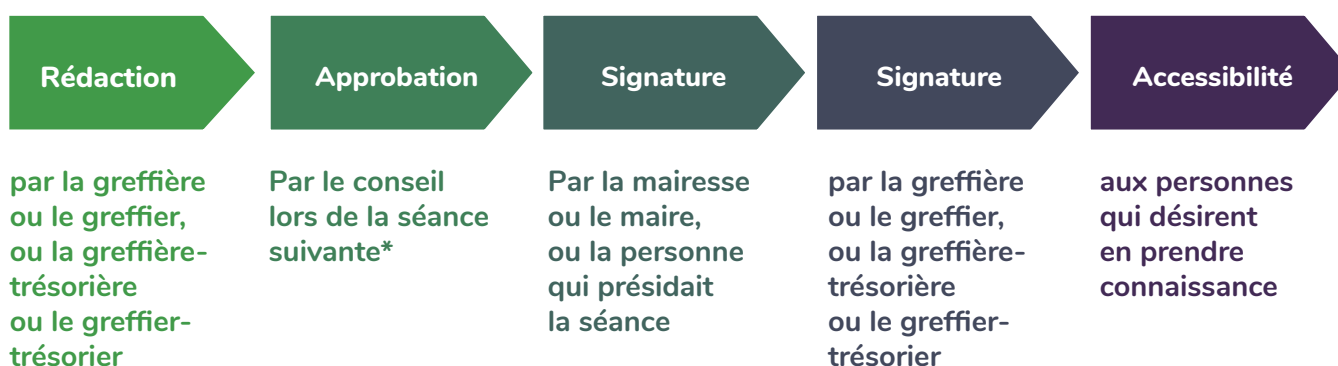 Rédaction
Approbation
Signature
Signature
Accessibilité
par la greffière
ou le greffier,
ou la greffière-
trésorière
ou le greffier-
trésorier
Par le conseil
lors de la séance
suivante*
Par la mairesse
ou le maire,
ou la personne
qui présidait
la séance
par la greffière
ou le greffier,
ou la greffière-
trésorière
ou le greffier-
trésorier
aux personnes
qui désirent
en prendre
connaissance